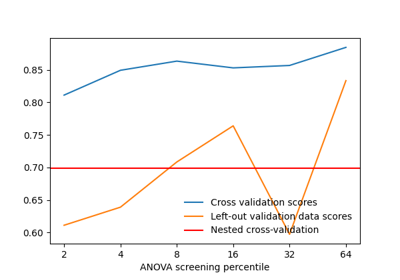 0.85
0.80
0.75
0.70
0.65
0.60
Cross validation scores
Left-out validation data scores
Nested cross-validation
2 4 8 16 32 64
ANOVA screening percentile